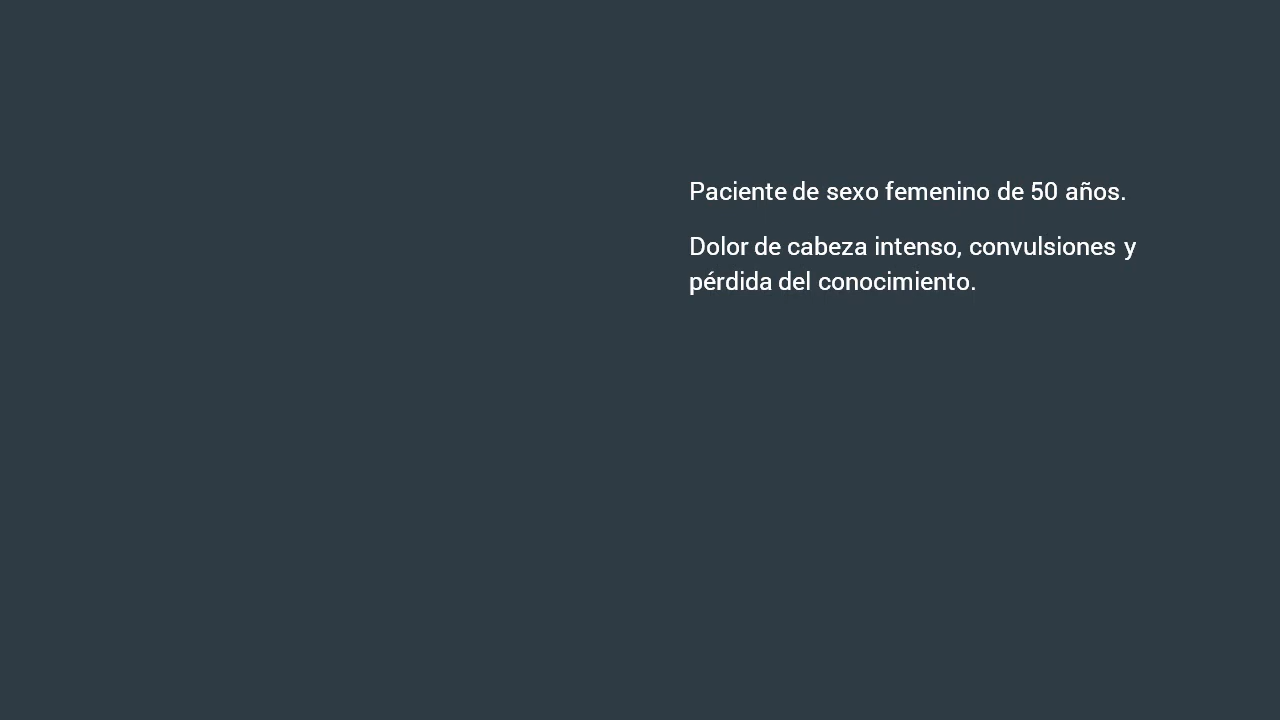 Paciente de sexo femenino de 50 años.
Dolor de cabeza intenso, convulsiones y
pérdida del conocimiento.